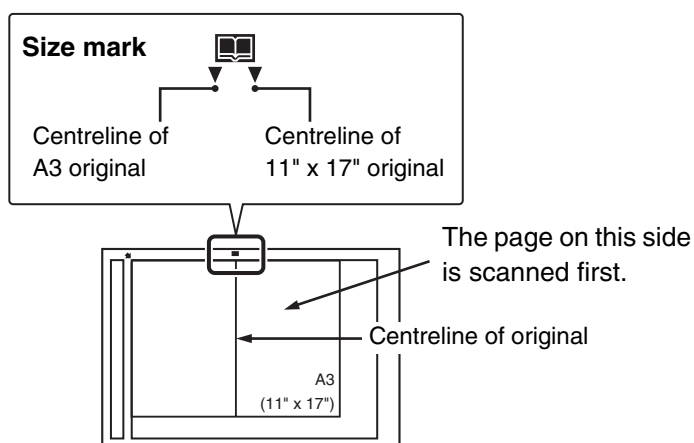 Size mark
Centreline of
A3 original
Centreline of
11" x 17" original
The page on this side
is scanned first.
Centreline of original
A3
(11" x 17")